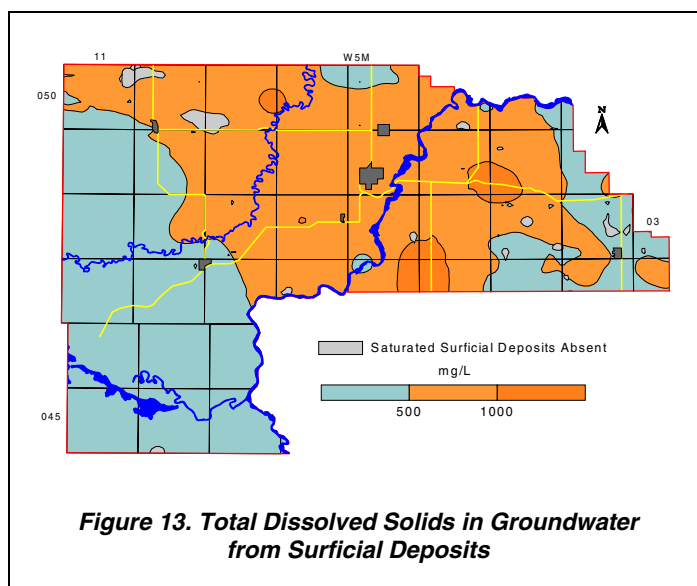 11
W5M
050
N
03
Saturated Surficial Deposits Absent
mg/L
500 1000
045
Figure 13. Total Dissolved Solids in Groundwater
from Surficial Deposits